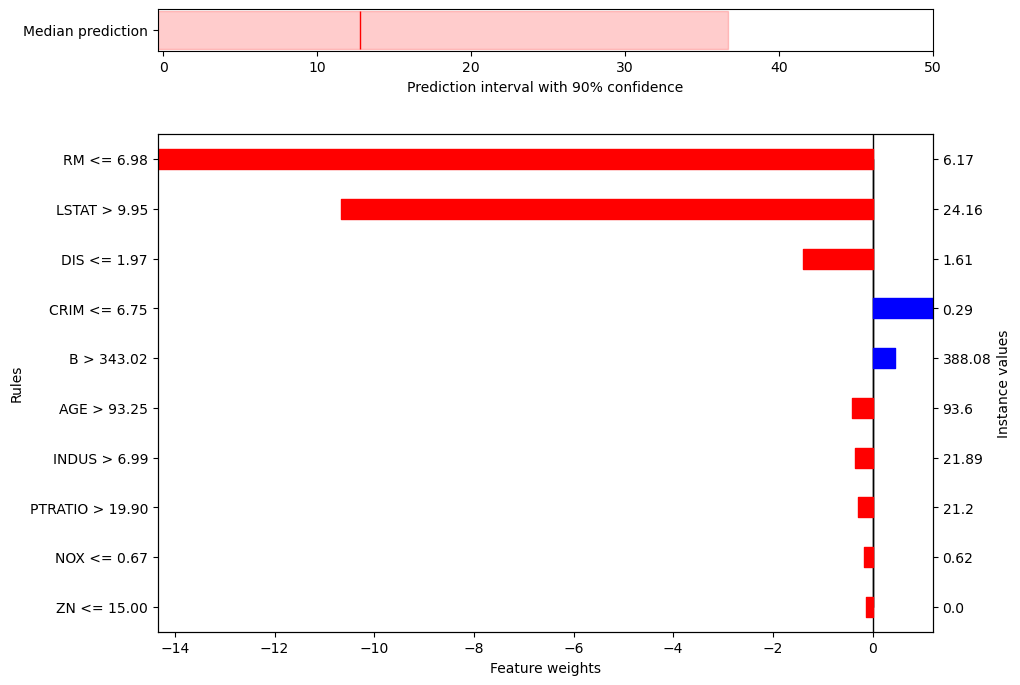 Median prediction
0 10 20 30 40 50
Prediction interval with 90% confidence
RM <= 6.98 6.17
LSTAT > 9.95 24.16
DIS <= 1.97 1.61
CRIM <= 6.75 0.29
B > 343.02 388.08
AGE > 93.25 93.6
INDUS > 6.99 21.89
PTRATIO > 19.90 21.2
NOX <= 0.67 0.62
ZN <= 15.00 0.0
Rules
Instance values
−14 −12 −10 −8 −6 −4 −2 0
Feature weights